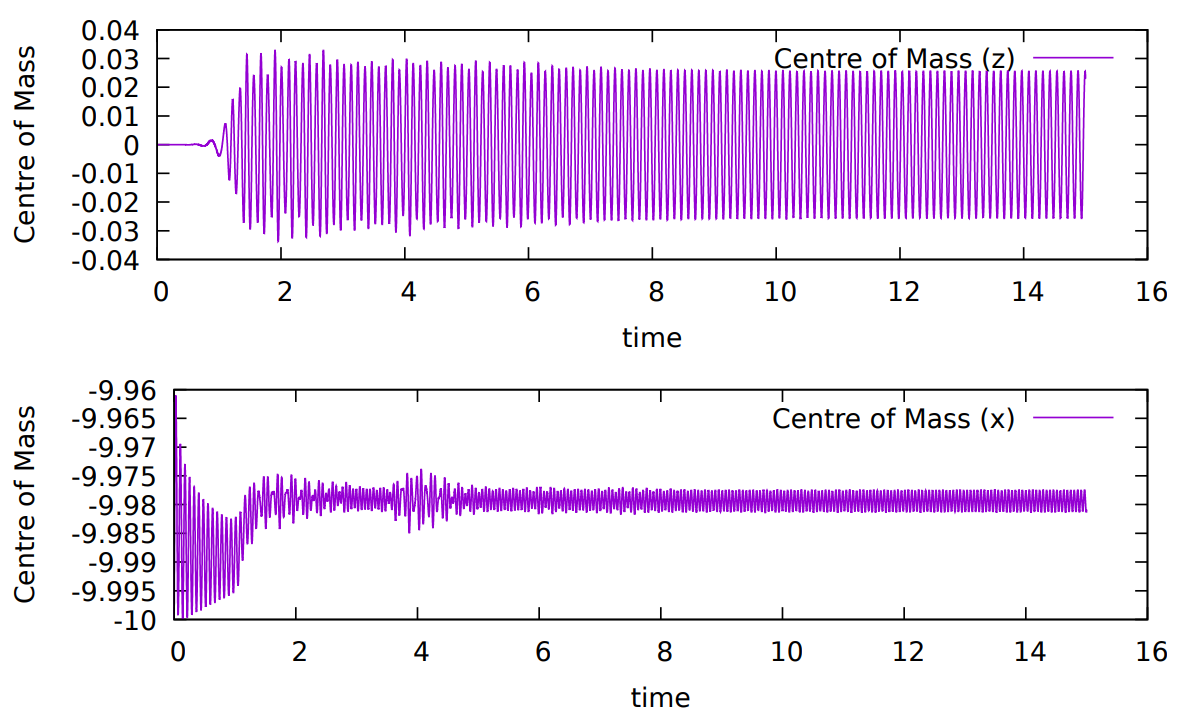 0.04
0.03
0.02
0.01
0
-0.01
-0.02
-0.03
-0.04
Centre of Mass
Centre of Mass (z)
0 2 4 6 8 10 12 14 16
time
-9.96
-9.965
-9.97
-9.975
-9.98
-9.985
-9.99
-9.995
-10
Centre of Mass
Centre of Mass (x)
0 2 4 6 8 10 12 14 16
time